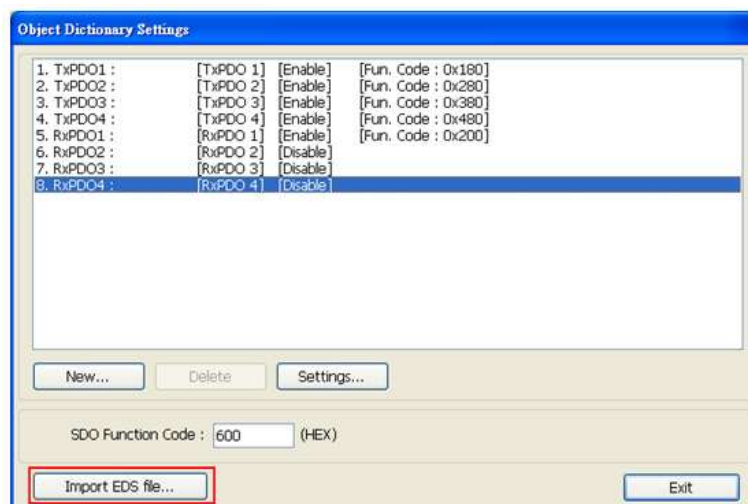 Object Dictionary Settings
1. TxPDO1 : [TxPDO 1] [Enable] [Fun. Code : 0x180]
2. TxPDO2 : [TxPDO 2] [Enable] [Fun. Code : 0x280]
3. TxPDO3 : [TxPDO 3] [Enable] [Fun. Code : 0x380]
4. TxPDO4 : [TxPDO 4] [Enable] [Fun. Code : 0x480]
5. RxPDO1 : [RxPDO 1] [Enable] [Fun. Code : 0x200]
6. RxPDO2 : [RxPDO 2] [Disable]
7. RxPDO3 : [RxPDO 3] [Disable]
8. RxPDO4 : [RxPDO 4] [Disable]
New... Delete Settings...
SDO Function Code : 600 (HEX)
Import EDS file... Exit